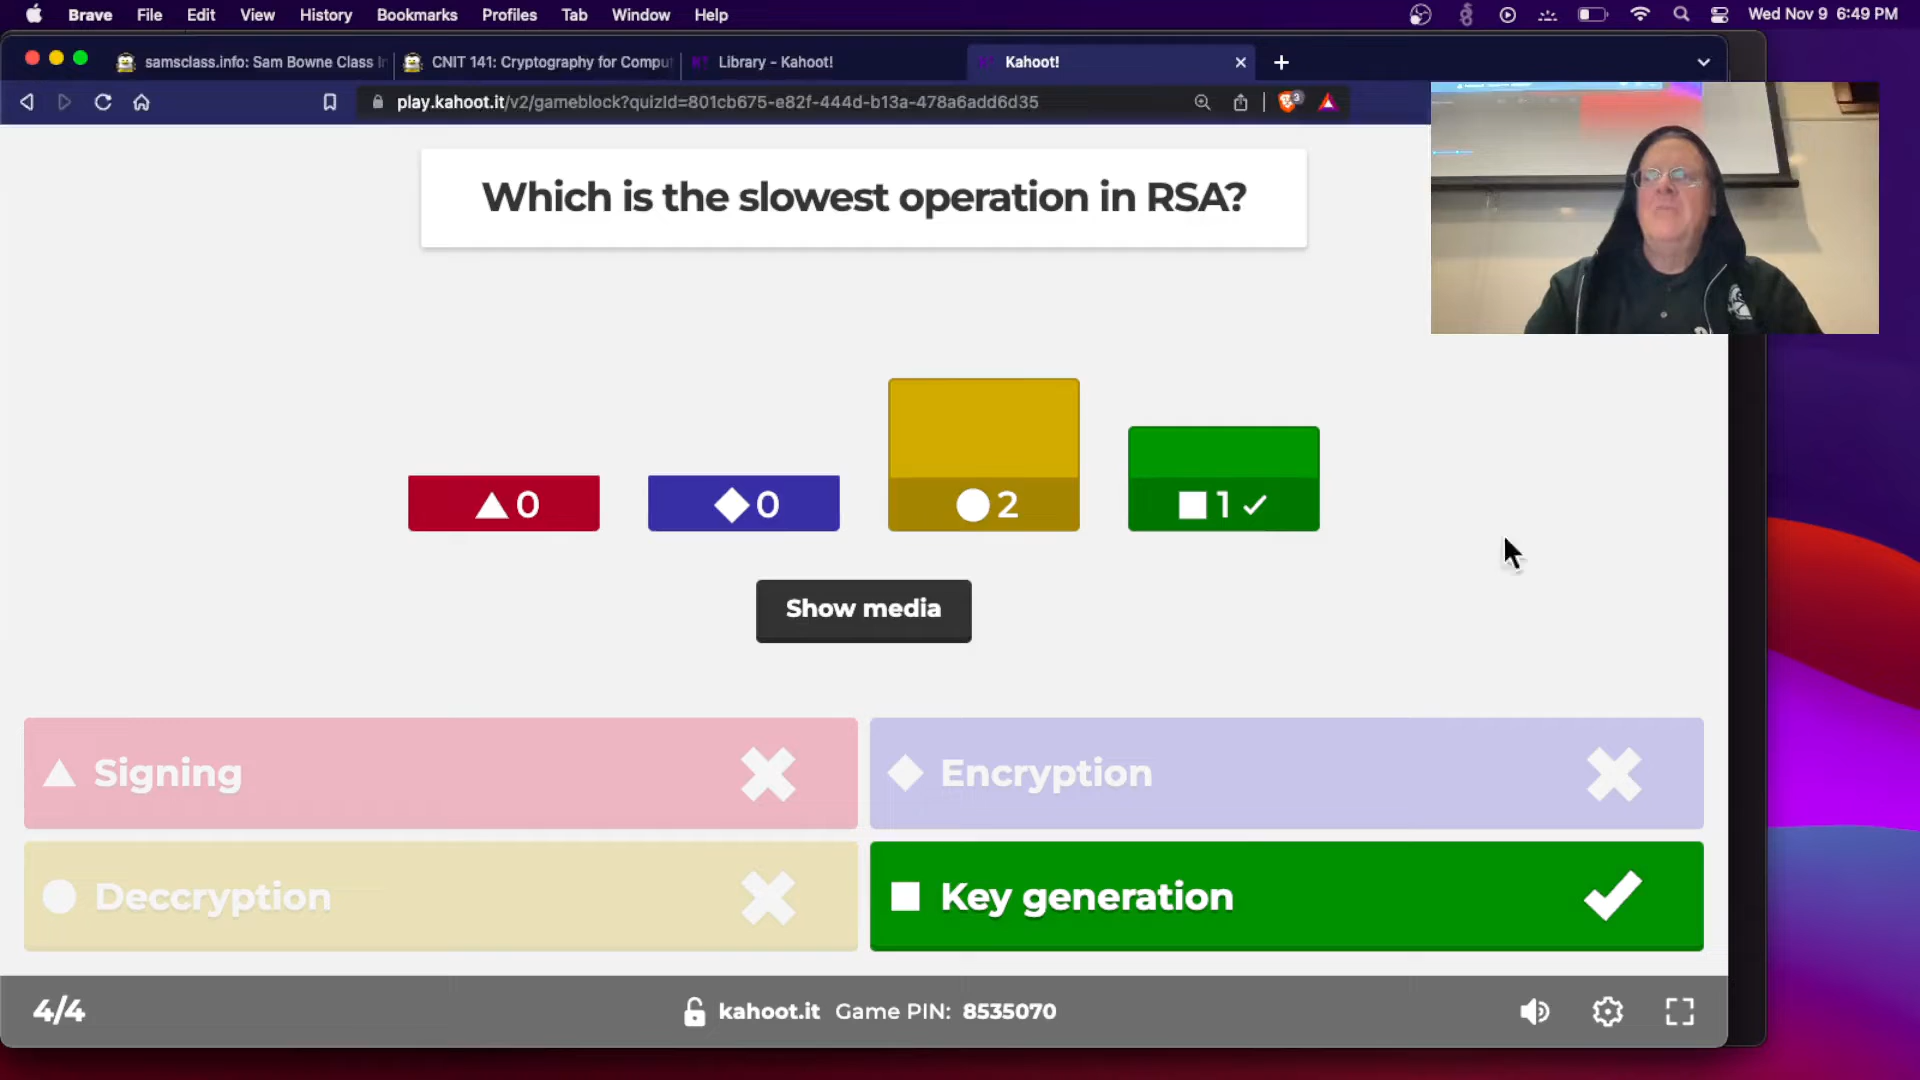 Brave File Edit View History Bookmarks Profiles Tab Window Help Wed Nov 9 6:49 PM
samsclass.info: Sam Bowne Class In CNIT 141: Cryptography for Comput Library - Kahoot! Kahoot!
play.kahoot.it/v2/gameblock?quizId=801cb675-e82f-444d-b13a-478a6add6d35 3
Which is the slowest operation in RSA?
0 0 2 1
Show media
Signing Encryption
Deccryption Key generation
4/4 kahoot.it Game PIN: 8535070